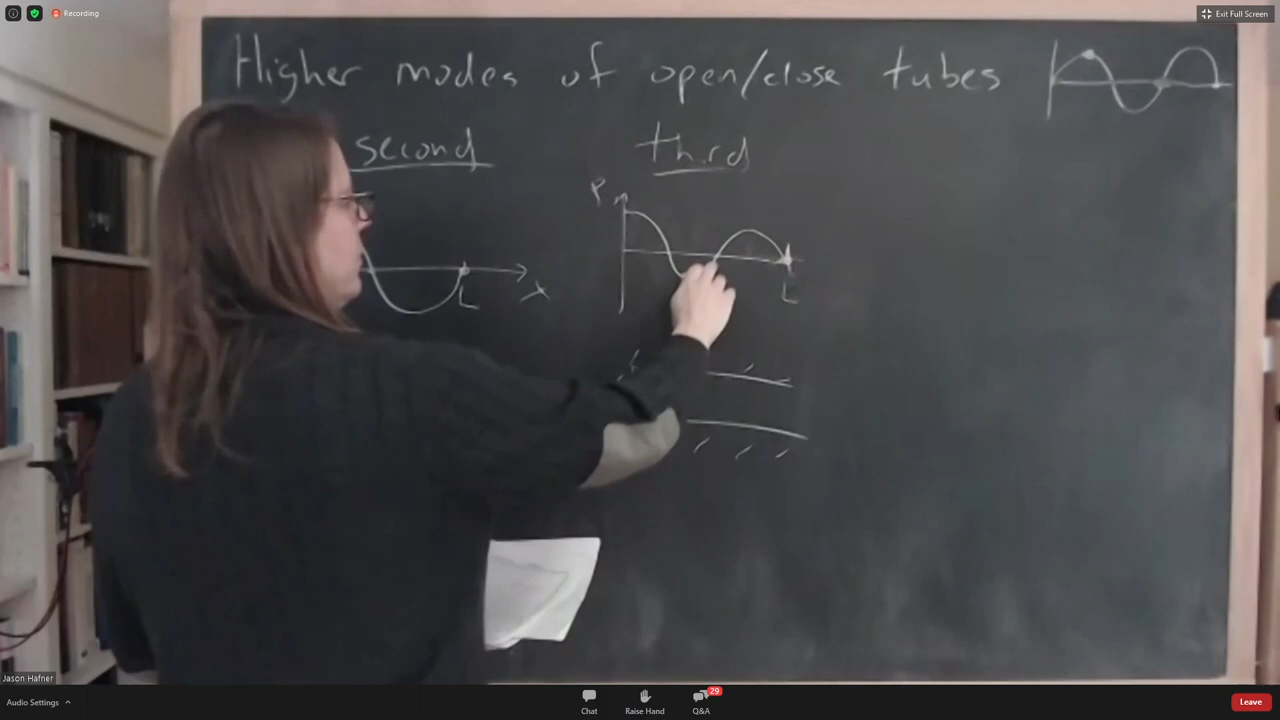 Recording
Exit Full Screen
Higher modes of open/close tubes
second
third
P
L
x
L
Jason Hafner
Audio Settings
Chat
Raise Hand
29
Q&A
Leave